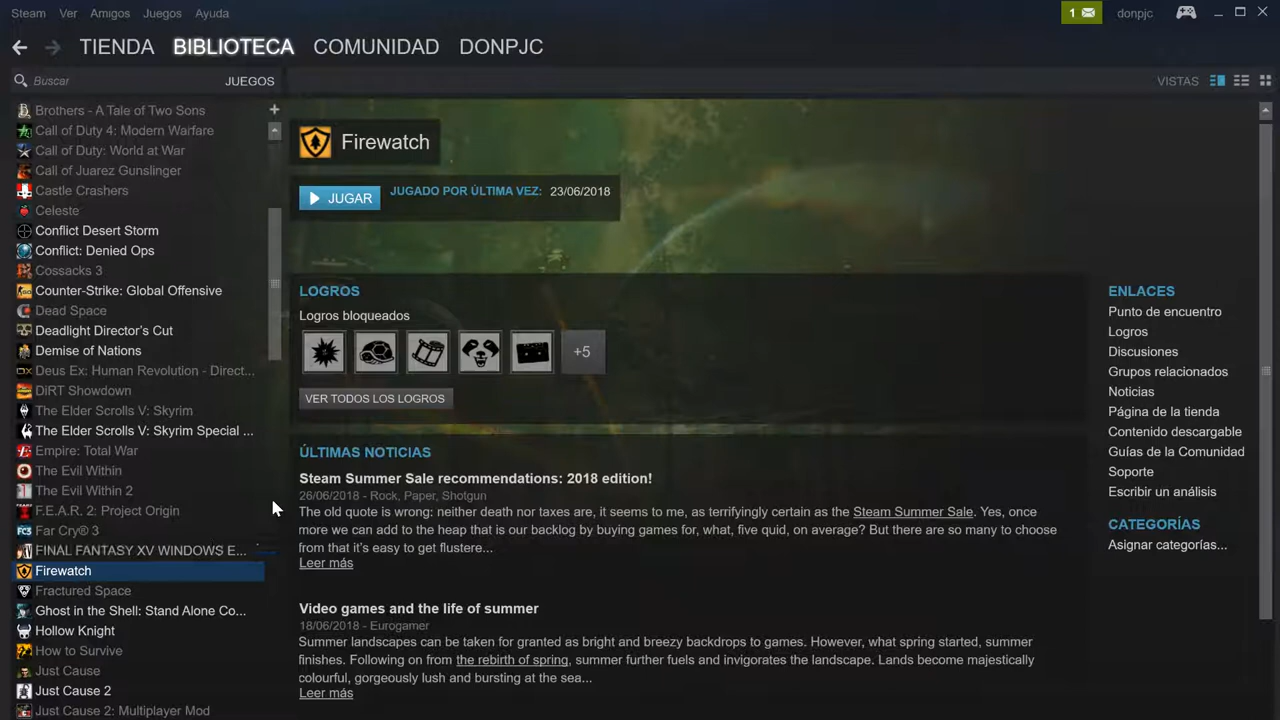 Steam Ver Amigos Juegos Ayuda
1 donpjc
TIENDA BIBLIOTECA COMUNIDAD DONPJC
Buscar JUEGOS
VISTAS
Brothers - A Tale of Two Sons
Call of Duty 4: Modern Warfare
Call of Duty: World at War
Call of Juarez Gunslinger
Castle Crashers
Celeste
Conflict Desert Storm
Conflict: Denied Ops
Cossacks 3
Counter-Strike: Global Offensive
Dead Space
Deadlight Director's Cut
Demise of Nations
Deus Ex: Human Revolution - Direct...
DiRT Showdown
The Elder Scrolls V: Skyrim
The Elder Scrolls V: Skyrim Special ...
Empire: Total War
The Evil Within
The Evil Within 2
F.E.A.R. 2: Project Origin
Far Cry® 3
FINAL FANTASY XV WINDOWS E...
Firewatch
Fractured Space
Ghost in the Shell: Stand Alone Co...
Hollow Knight
How to Survive
Just Cause
Just Cause 2
Just Cause 2: Multiplayer Mod
Firewatch
JUGAR JUGADO POR ÚLTIMA VEZ: 23/06/2018
LOGROS
Logros bloqueados
+5
VER TODOS LOS LOGROS
ÚLTIMAS NOTICIAS
Steam Summer Sale recommendations: 2018 edition!
26/06/2018 - Rock, Paper, Shotgun
The old quote is wrong: neither death nor taxes are, it seems to me, as terrifyingly certain as the Steam Summer Sale. Yes, once
more we can add to the heap that is our backlog by buying games for, what, five quid, on average? But there are so many to choose
from that it's easy to get flustere...
Leer más
Video games and the life of summer
18/06/2018 - Eurogamer
Summer landscapes can be taken for granted as bright and breezy backdrops to games. However, what spring started, summer
finishes. Following on from the rebirth of spring, summer further fuels and invigorates the landscape. Lands become majestically
colourful, gorgeously lush and bursting at the sea...
Leer más
ENLACES
Punto de encuentro
Logros
Discusiones
Grupos relacionados
Noticias
Página de la tienda
Contenido descargable
Guías de la Comunidad
Soporte
Escribir un análisis
CATEGORÍAS
Asignar categorías...